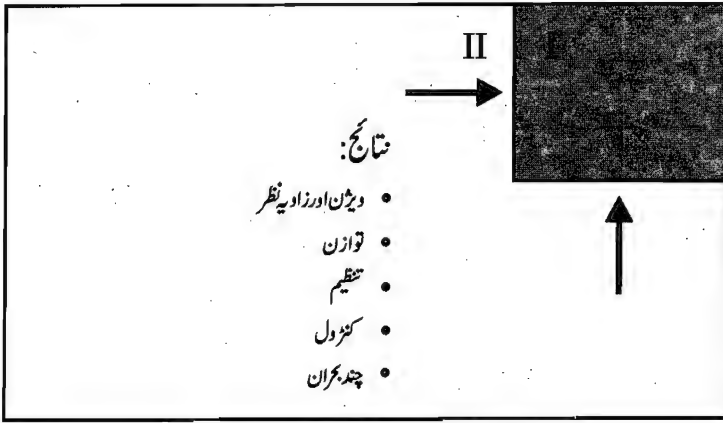 II
I
نتائج:
• ویژن اور زاویہ نظر
• توازن
• تنظیم
• کنٹرول
• چند بحران